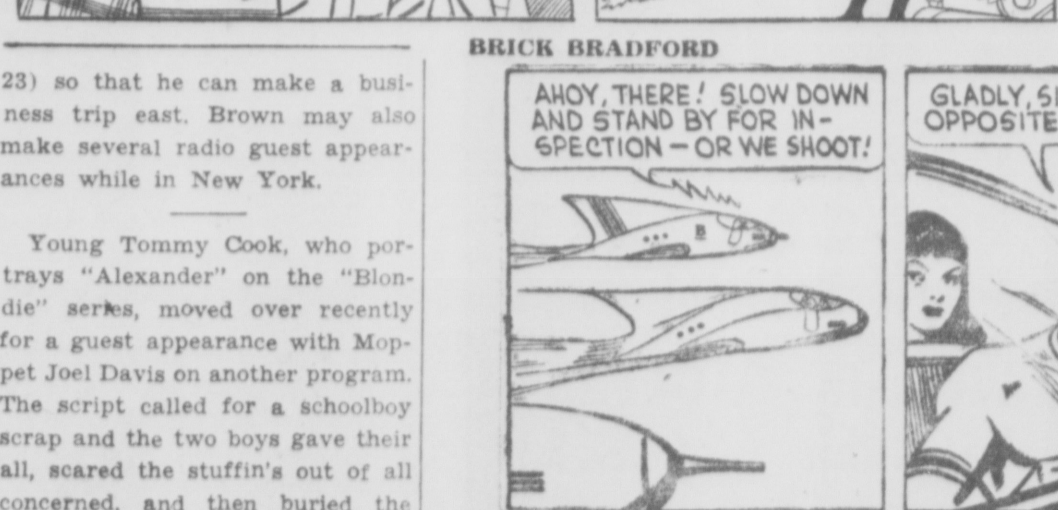 23) so that he can make a busi-
ness trip east. Brown may also
make several radio guest appear-
ances while in New York.
Young Tommy Cook, who por-
trays "Alexander" on the "Blon-
die" series, moved over recently
for a guest appearance with Mop-
pet Joel Davis on another program.
The script called for a schoolboy
scrap and the two boys gave their
all, scared the stuffin's out of all
concerned, and then buried the
BRICK BRADFORD
AHOY, THERE! SLOW DOWN
AND STAND BY FOR IN-
SPECTION — OR WE SHOOT!
B
GLADLY,
OPPOSITE